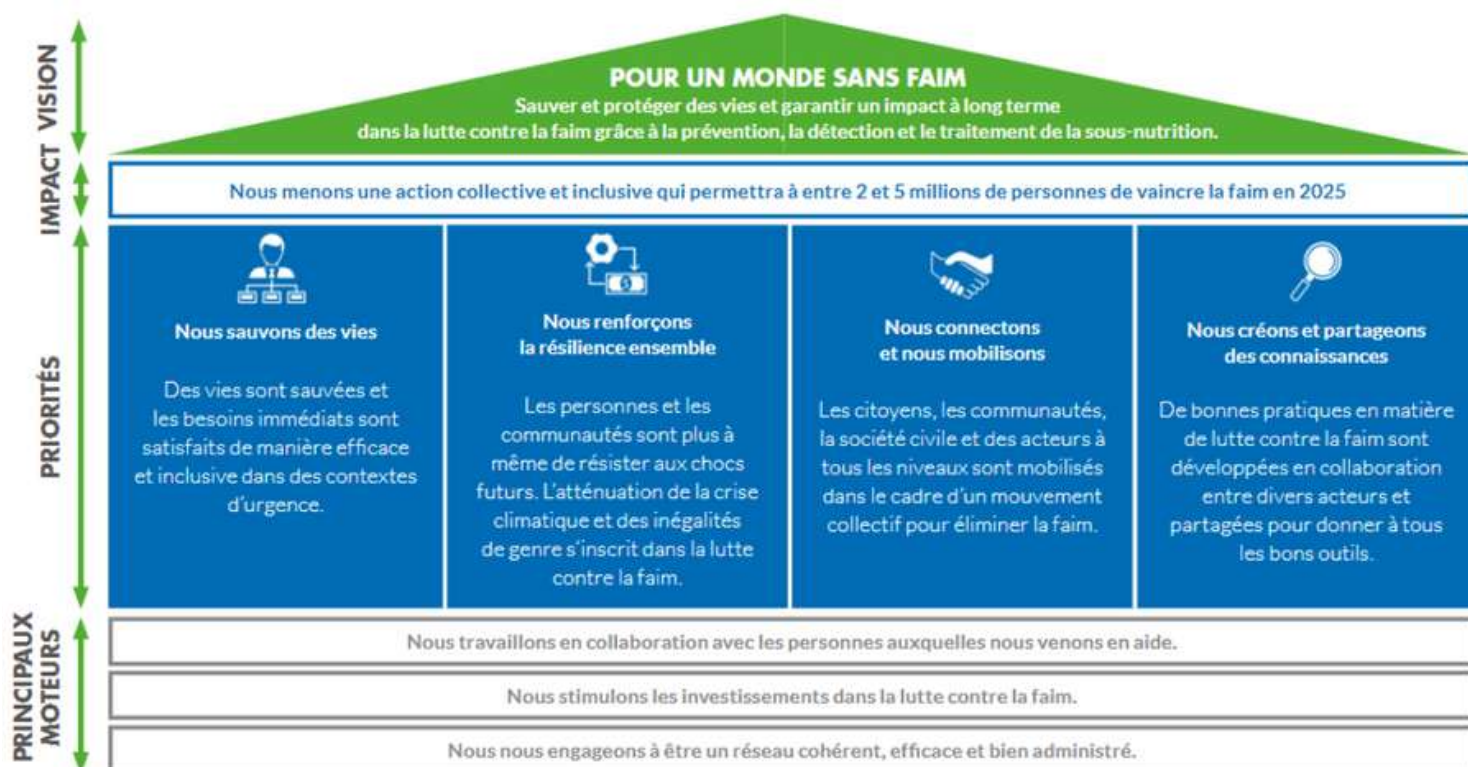 VISION
POUR UN MONDE SANS FAIM
Sauver et protéger des vies et garantir un impact à long terme
dans la lutte contre la faim grâce à la prévention, la détection et le traitement de la sous-nutrition.
IMPACT
Nous menons une action collective et inclusive qui permettra à entre 2 et 5 millions de personnes de vaincre la faim en 2025
PRIORITÉS
Nous sauvons des vies
Des vies sont sauvées et
les besoins immédiats sont
satisfaits de manière efficace
et inclusive dans des contextes
d'urgence.
Nous renforçons
la résilience ensemble
Les personnes et les
communautés sont plus à
même de résister aux chocs
futurs. L'atténuation de la crise
climatique et des inégalités
de genre s'inscrit dans la lutte
contre la faim.
Nous connectons
et nous mobilisons
Les citoyens, les communautés,
la société civile et des acteurs à
tous les niveaux sont mobilisés
dans le cadre d'un mouvement
collectif pour éliminer la faim.
Nous créons et partageons
des connaissances
De bonnes pratiques en matière
de lutte contre la faim sont
développées en collaboration
entre divers acteurs et
partagées pour donner à tous
les bons outils.
PRINCIPAUX
MOTEURS
Nous travaillons en collaboration avec les personnes auxquelles nous venons en aide.
Nous stimulons les investissements dans la lutte contre la faim.
Nous nous engageons à être un réseau cohérent, efficace et bien administré.